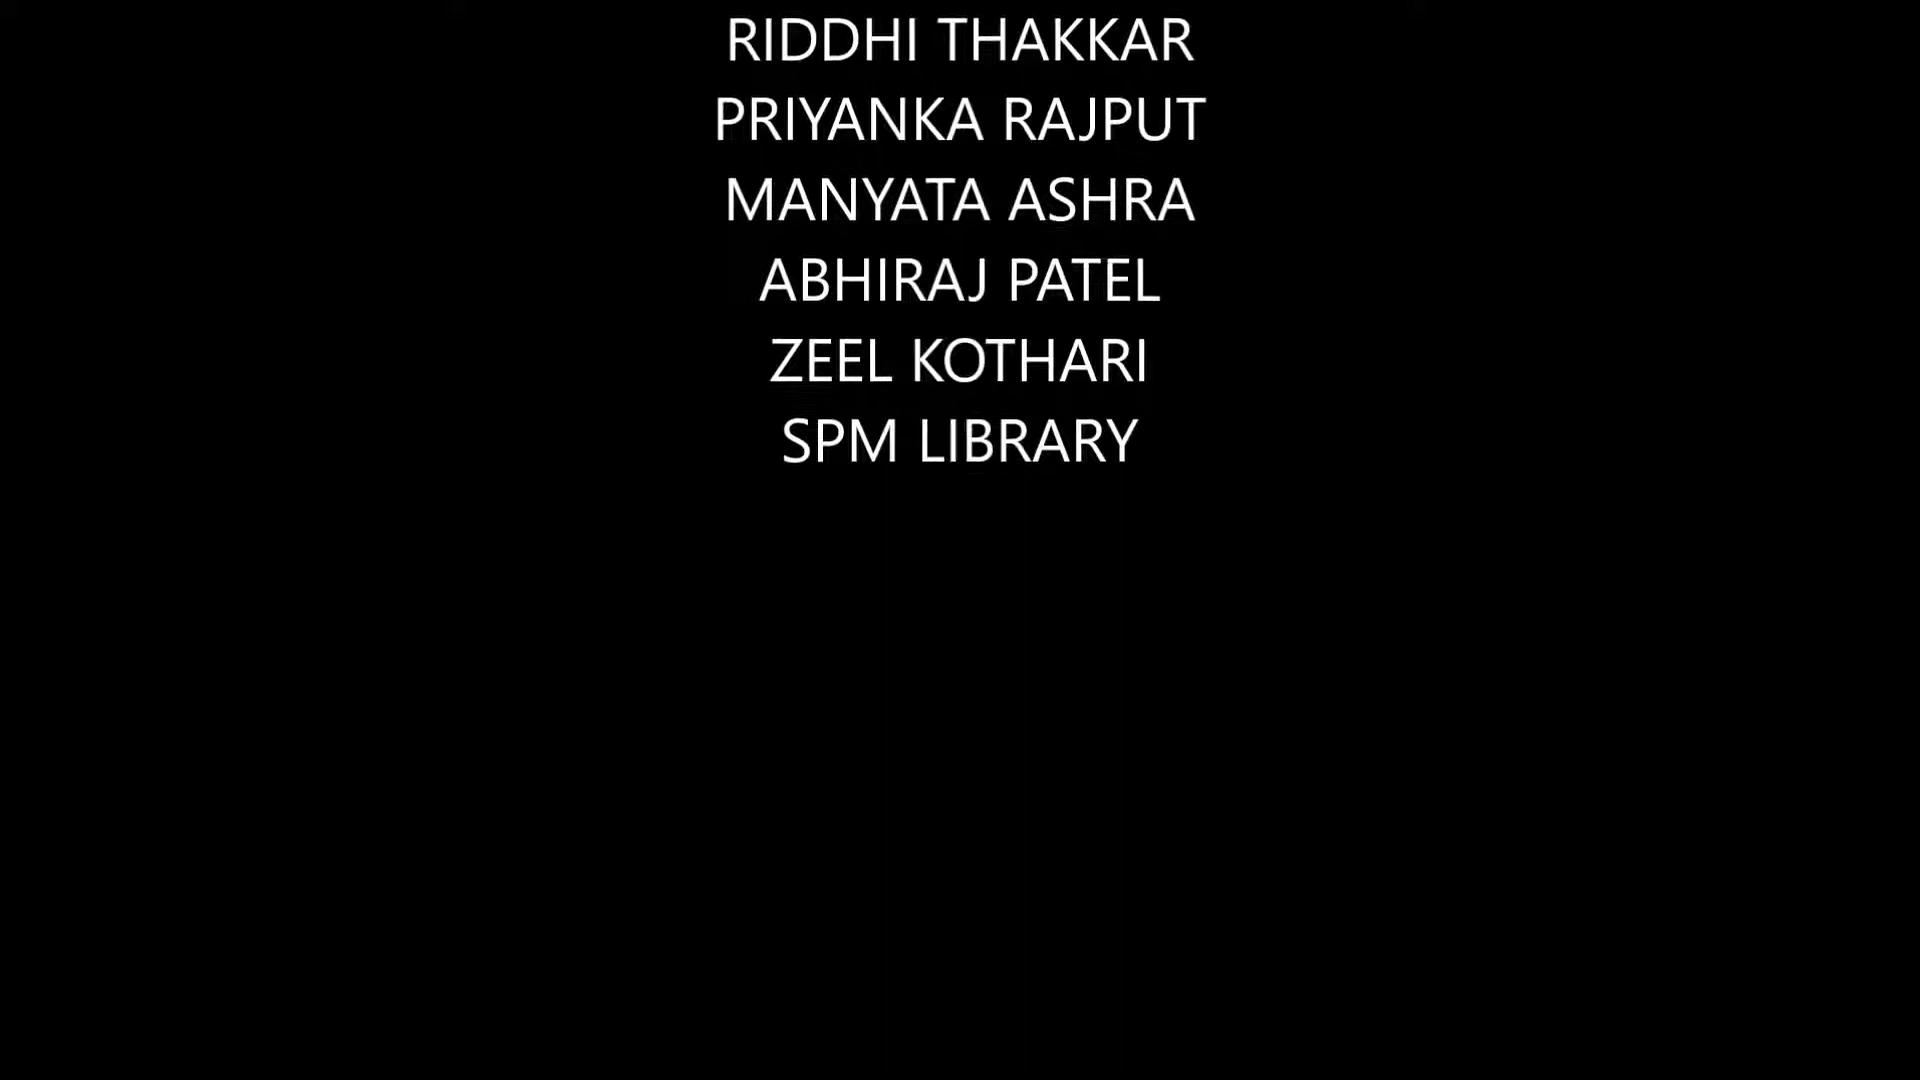 RIDDHI THAKKAR
PRIYANKA RAJPUT
MANYATA ASHRA
ABHIRAJ PATEL
ZEEL KOTHARI
SPM LIBRARY